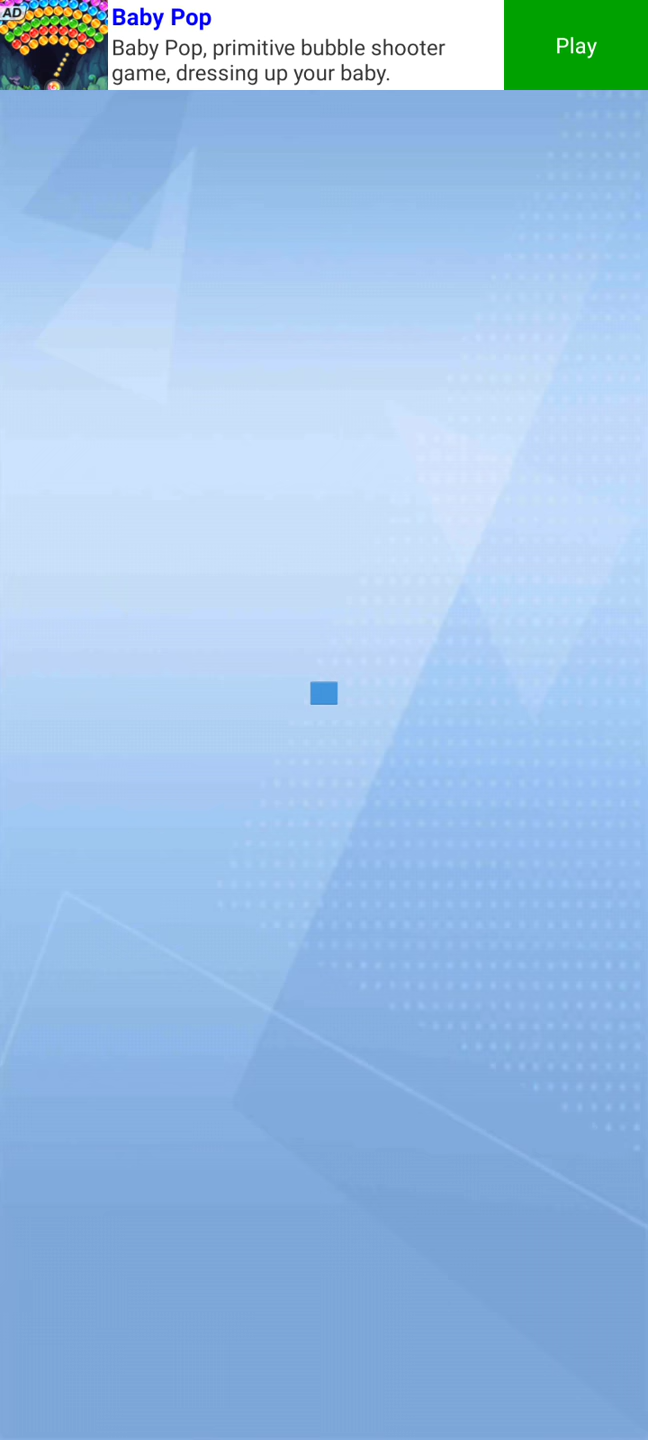 AD
Baby Pop
Baby Pop, primitive bubble shooter
game, dressing up your baby.
Play